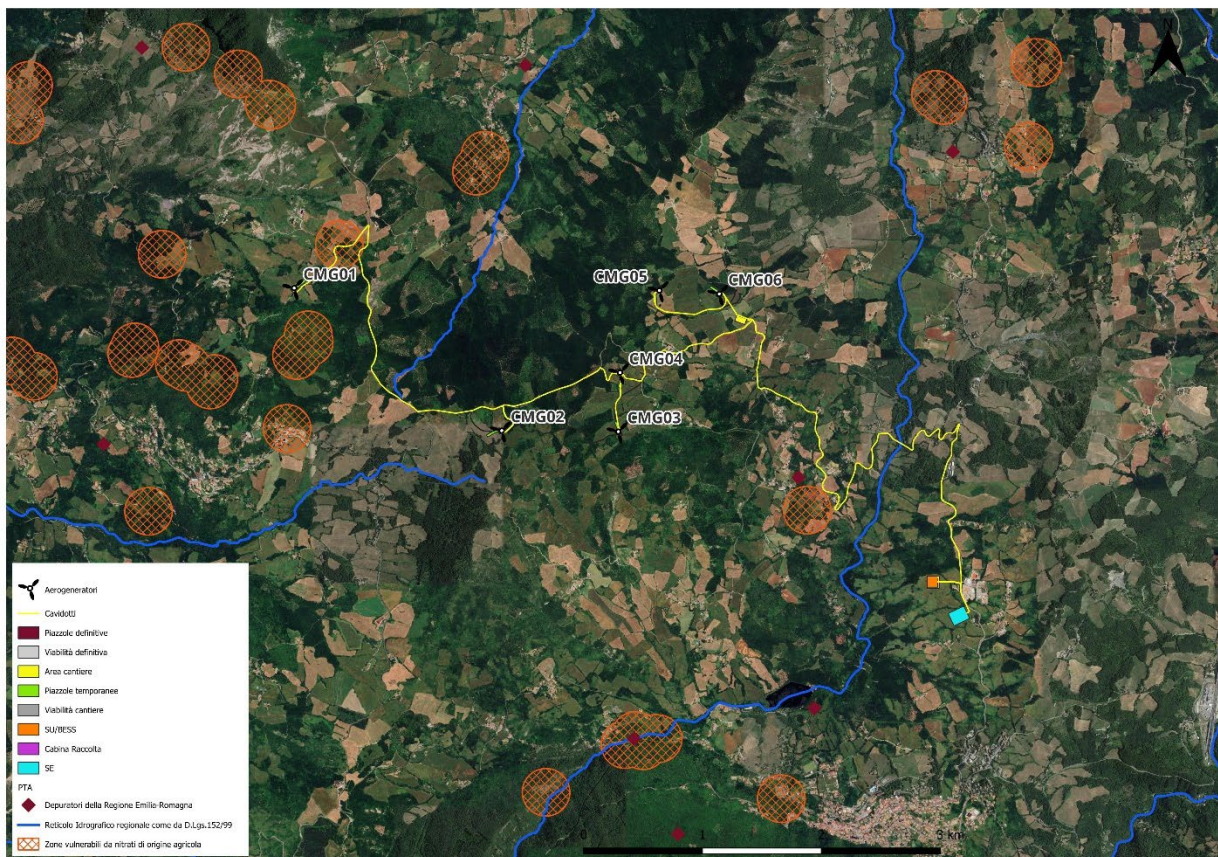 N
CMG01
CMG05
CMG06
CMG04
CMG02
CMG03
Aerogeneratori
Cavidotti
Piazzole definitive
Viabilità definitiva
Area cantiere
Piazzole temporanee
Viabilità cantiere
SU/BESS
Cabina Raccolta
SE
PTA
Depuratori della Regione Emilia-Romagna
Reticolo Idrografico regionale come da D.Lgs.152/99
Zone vulnerabili da nitrati di origine agricola
0 1 2 3 km